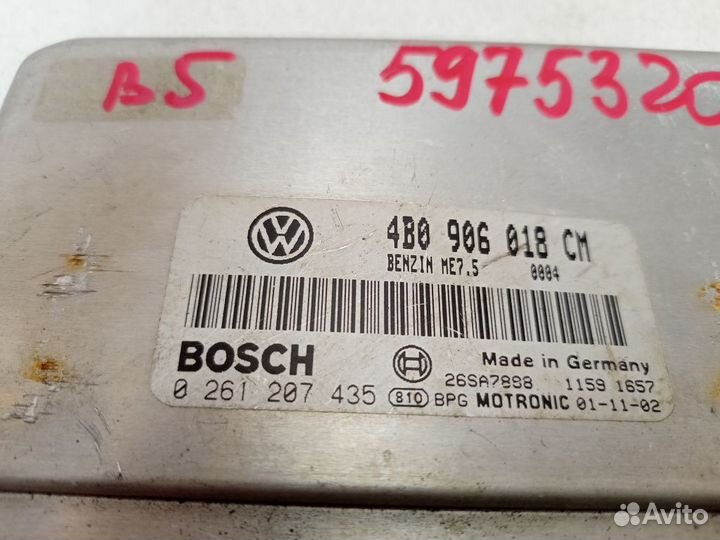 B5
5975320
4B0 906 018 CM
BENZIN ME7.5 0004
BOSCH
Made in Germany
26SA7898 1159 1657
0 261 207 435 810 BPG MOTRONIC 01-11-02
Avito